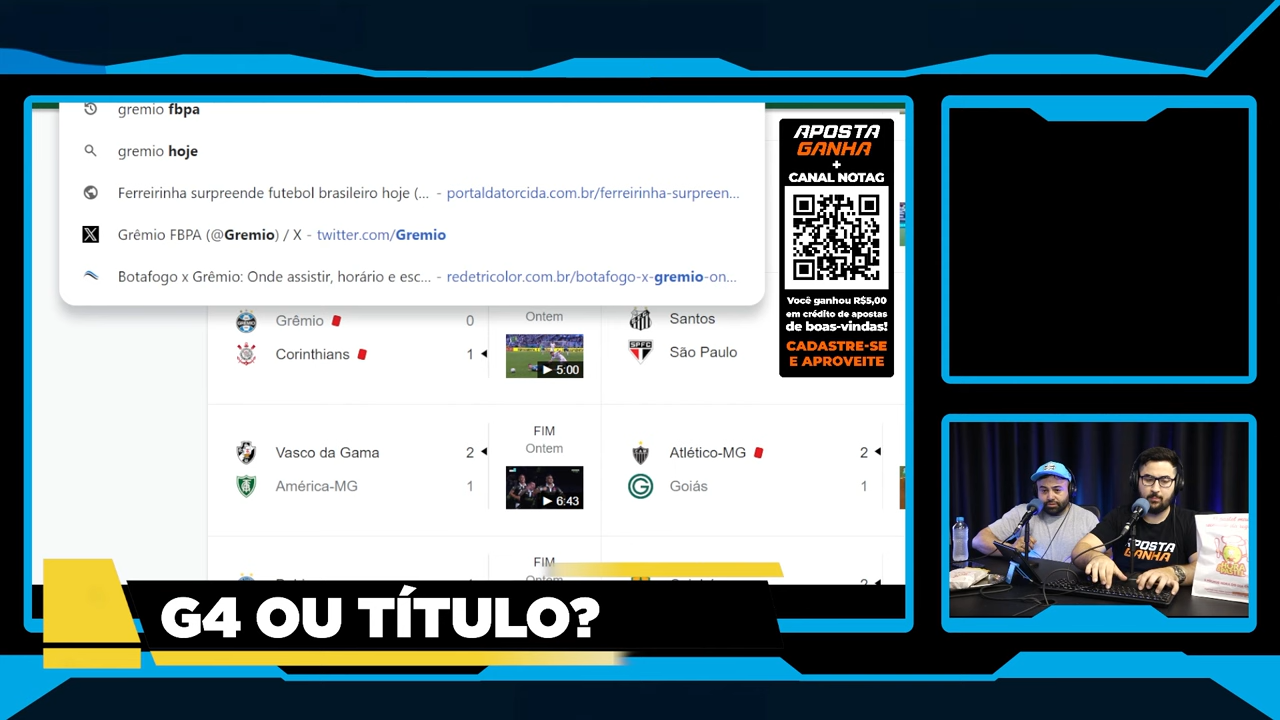 gremio fbpa
gremio hoje
Ferreirinha surpreende futebol brasileiro hoje (... - portaldatorcida.com.br/ferreirinha-surpreen...
Grêmio FBPA (@Gremio) / X - twitter.com/Gremio
Botafogo x Grêmio: Onde assistir, horário e esc... - redetricolor.com.br/botafogo-x-gremio-on...
APOSTA
GANHA
+
CANAL NOTAG
Você ganhou R$5,00
em crédito de apostas
de boas-vindas!
CADASTRE-SE
E APROVEITE
Grêmio 0
Corinthians 1
Ontem
5:00
Santos
São Paulo
Vasco da Gama 2
América-MG 1
FIM
Ontem
6:43
Atlético-MG 2
Goiás 1
FIM
Ontem
G4 OU TÍTULO?
APOSTA
GANHA